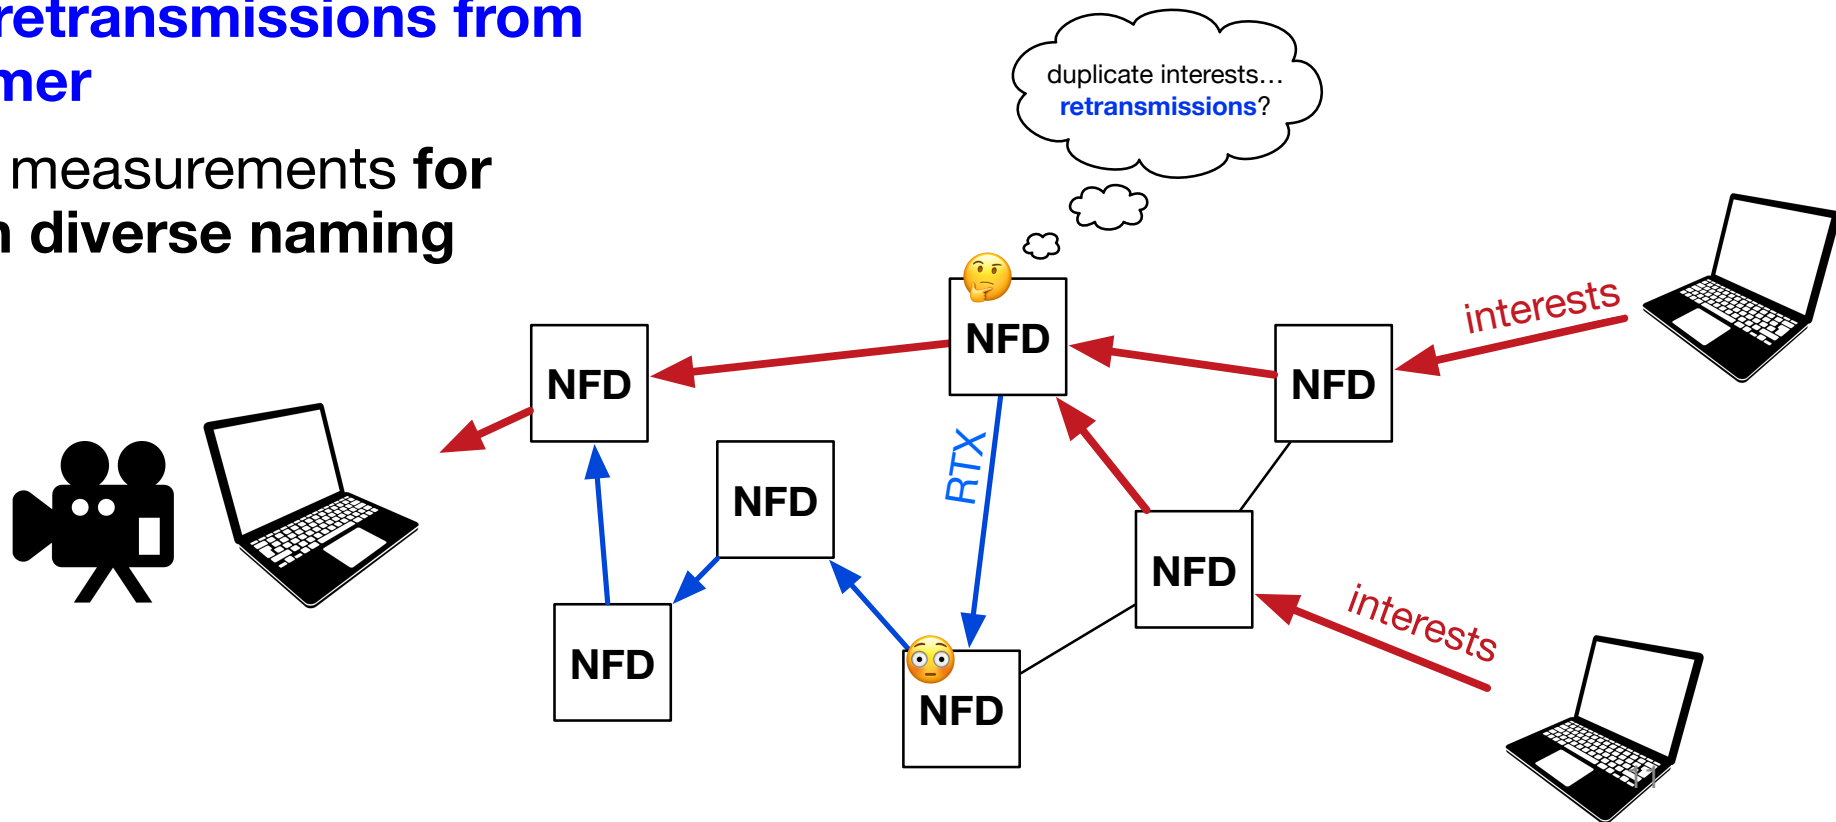 retransmissions from
mer
measurements for
n diverse naming
duplicate interests...
retransmissions?
interests
NFD
NFD
NFD
RTX
NFD
NFD
interests
NFD
NFD
11